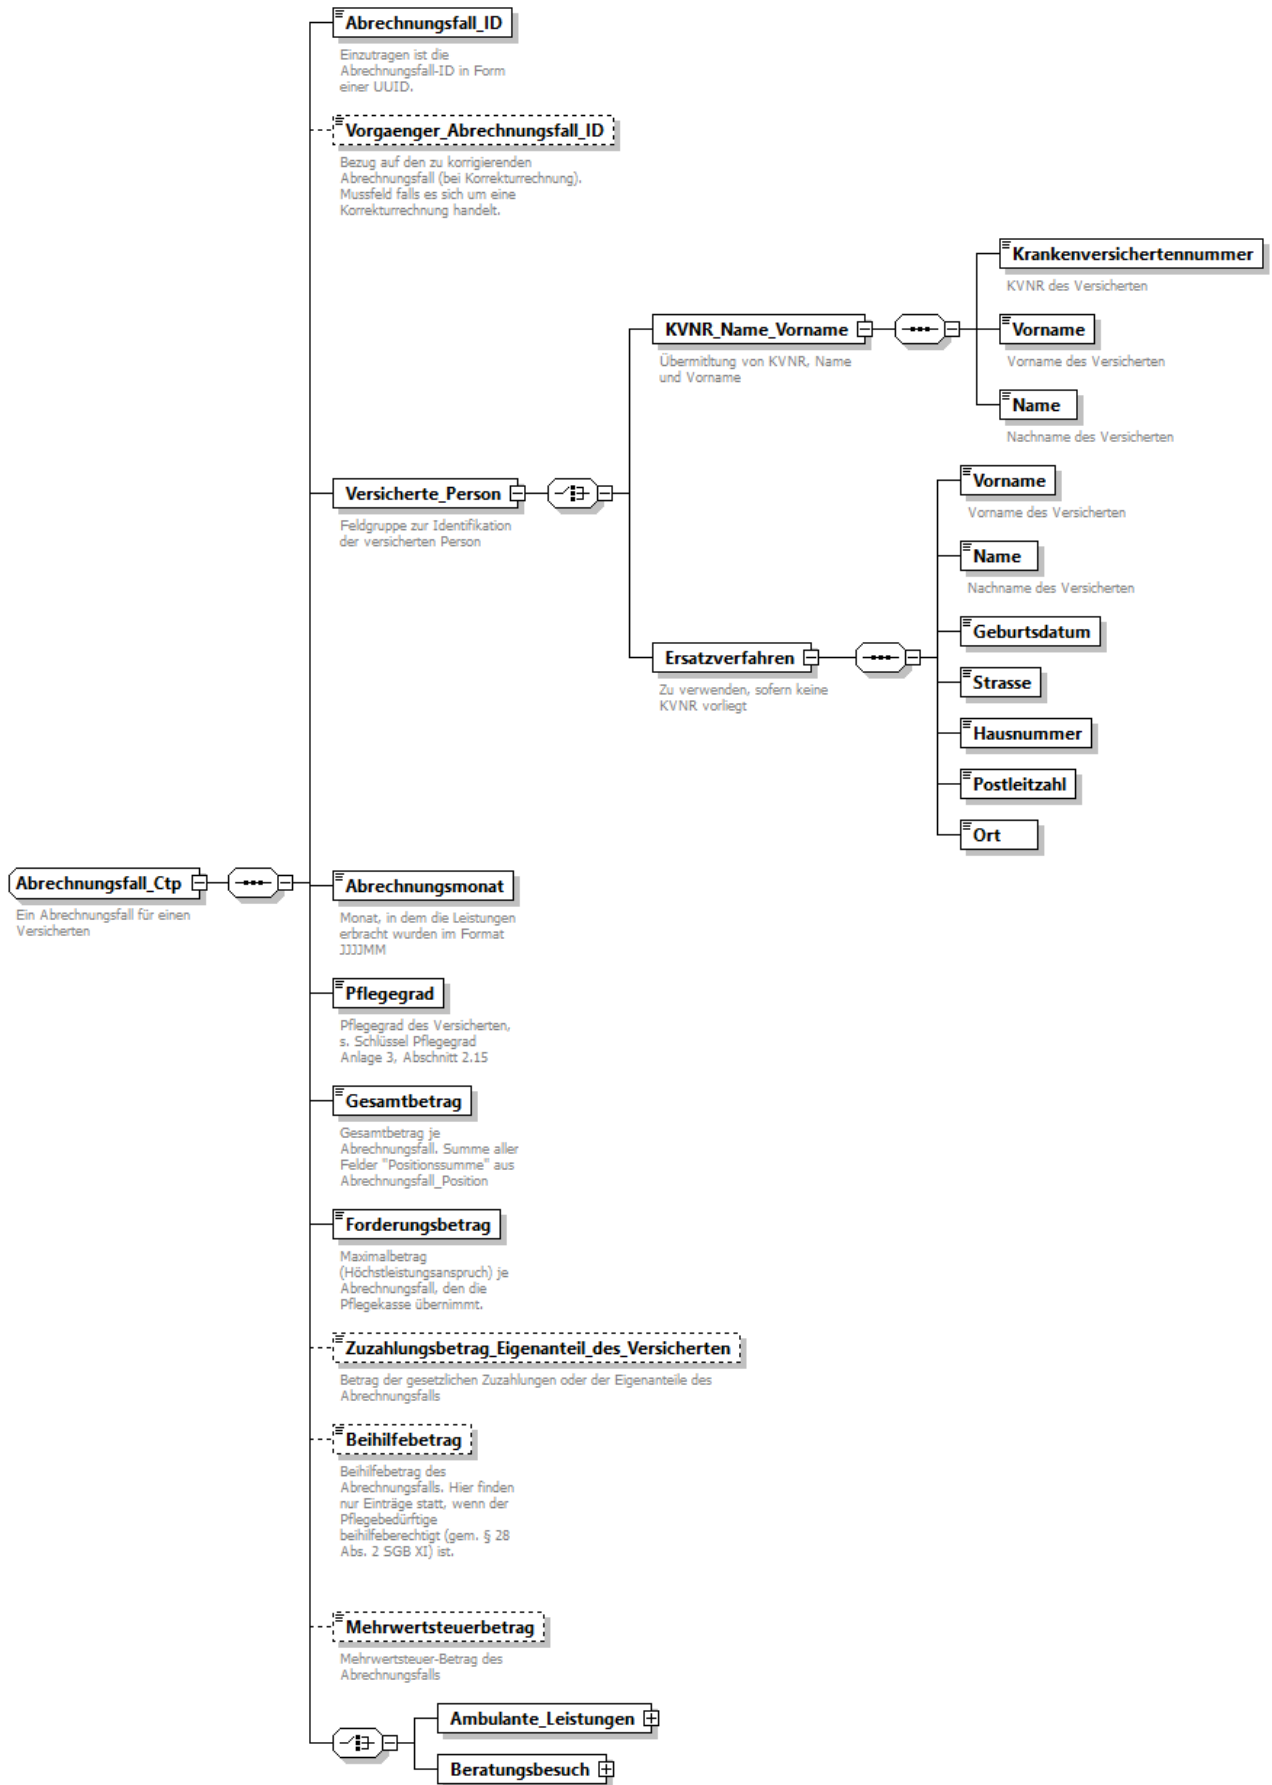 Abrechnungsfall_ID
Einzutragen ist die
Abrechnungsfall-ID in Form
einer UUID.
Vorgaenger_Abrechnungsfall_ID
Bezug auf den zu korrigierenden
Abrechnungsfall (bei Korrekturrechnung).
Mussfeld falls es sich um eine
Korrekturrechnung handelt.
Krankenversichertennummer
KVNR des Versicherten
KVNR_Name_Vorname
Übermitltung von KVNR, Name
und Vorname
Vorname
Vorname des Versicherten
Name
Nachname des Versicherten
Versicherte_Person
Feldgruppe zur Identifikation
der versicherten Person
Vorname
Vorname des Versicherten
Name
Nachname des Versicherten
Geburtsdatum
Ersatzverfahren
Zu verwenden, sofern keine
KVNR vorliegt
Strasse
Hausnummer
Postleitzahl
Ort
Abrechnungsfall_Ctp
Ein Abrechnungsfall für einen
Versicherten
Abrechnungsmonat
Monat, in dem die Leistungen
erbracht wurden im Format
JJJJMM
Pflegegrad
Pflegegrad des Versicherten,
s. Schlüssel Pflegegrad
Anlage 3, Abschnitt 2.15
Gesamtbetrag
Gesamtbetrag je
Abrechnungsfall. Summe aller
Felder "Positionssumme" aus
Abrechnungsfall_Position
Forderungsbetrag
Maximalbetrag
(Höchstleistungsanspruch) je
Abrechnungsfall, den die
Pflegekasse übernimmt.
Zuzahlungsbetrag_Eigenanteil_des_Versicherten
Betrag der gesetzlichen Zuzahlungen oder der Eigenanteile des
Abrechnungsfalls
Beihilfebetrag
Beihilfebetrag des
Abrechnungsfalls. Hier finden
nur Einträge statt, wenn der
Pflegebedürftige
beihilfeberechtigt (gem. § 28
Abs. 2 SGB XI) ist.
Mehrwertsteuerbetrag
Mehrwertsteuer-Betrag des
Abrechnungsfalls
Ambulante_Leistungen
Beratungsbesuch